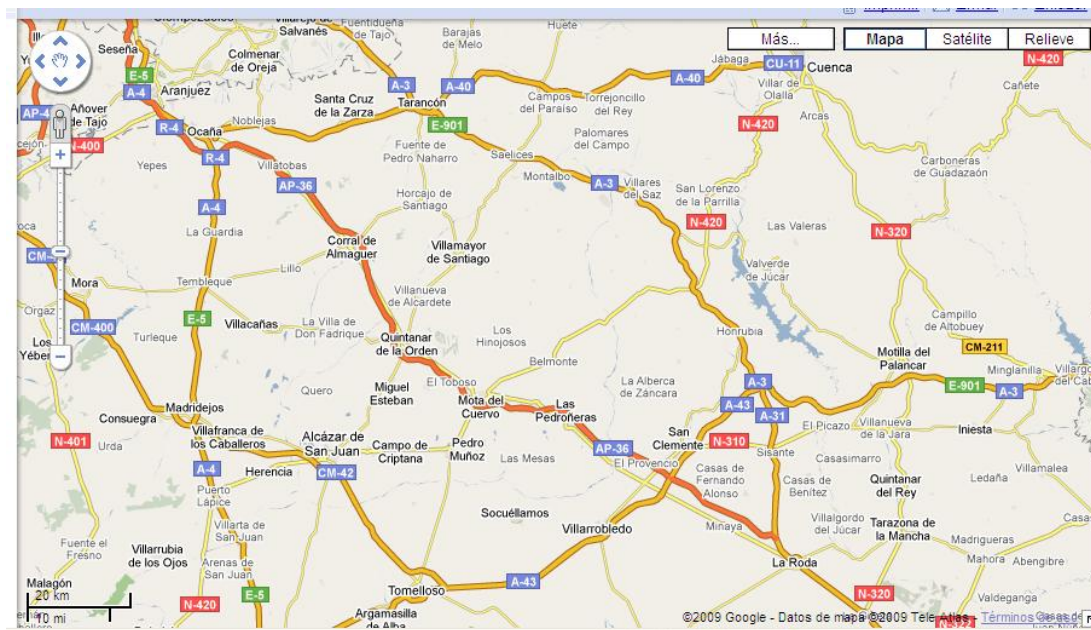 Imprimir Enviar Enlazar
Ciempozuelos Villarejo de Salvanés
Fuentidueña de Tajo
Barajas
de Melo
Huete
Más... Mapa Satélite Relieve
Seseña
Colmenar
de Oreja
Jábaga
CU-11
Cuenca
N-420
E-5
A-4
Aranjuez
A-3
A-40
A-40
Villar de
Olalla
Cañete
Añover
de Tajo
AP-4
Noblejas
Santa Cruz
de la Zarza
Tarancón
Campos
del Paraíso
Torrejoncillo
del Rey
Arcas
R-4
Ocaña
E-901
N-420
N-400
Yepes
R-4
Villatobas
Fuente de
Pedro Naharro
Saelices
Palomares
del Campo
Carboneras
de Guadazaón
AP-36
Montalbo
A-3
Villares
del Saz
San Lorenzo
de la Parrilla
A-4
Horcajo de
Santiago
N-420
Las Valeras
N-320
La Guardia
Corral de
Almaguer
Villamayor
de Santiago
Mora
Tembleque
Lillo
Valverde
de Júcar
Villanueva
de Alcardete
Orgaz
CM-400
E-5
Turleque
Villacañas
La Villa de
Don Fadrique
Quintanar
de la Orden
Los
Hinojosos
Honrubia
Campillo
de Altobuey
CM-211
Motilla del
Palancar
Minglanilla
Belmonte
Quero
Miguel
Esteban
El Toboso
La Alberca
de Záncara
A-3
E-901
A-3
Mota del
Cuervo
Las
Pedroñeras
A-43
A-31
Consuegra
Madridejos
N-401
Urda
Villafranca de
los Caballeros
Alcázar de
San Juan
Campo de
Criptana
Pedro
Muñoz
San
Clemente
N-310
El Picazo
Villanueva
de la Jara
Iniesta
AP-36
El Provencio
Sisante
Casasimarro
A-4
Herencia
CM-42
Las Mesas
Casas de
Fernando
Alonso
Casas de
Benítez
Quintanar
del Rey
Ledaña
Villamalea
Puerto
Lápice
Villarta de
San Juan
Socuéllamos
Villarrobledo
Minaya
Villalgordo
del Júcar
Tarazona de
la Mancha
Madrigueras
Fuente el
Fresno
Villarrubia
de los Ojos
Arenas de
San Juan
La Roda
Mahora
Abengibre
Malagón
20 km
10 mi
N-420
E-5
Tomelloso
A-43
Argamasilla
de Alba
N-320
Valdeganga
©2009 Google - Datos de mapa ©2009 Tele Atlas - Términos de uso
N-322